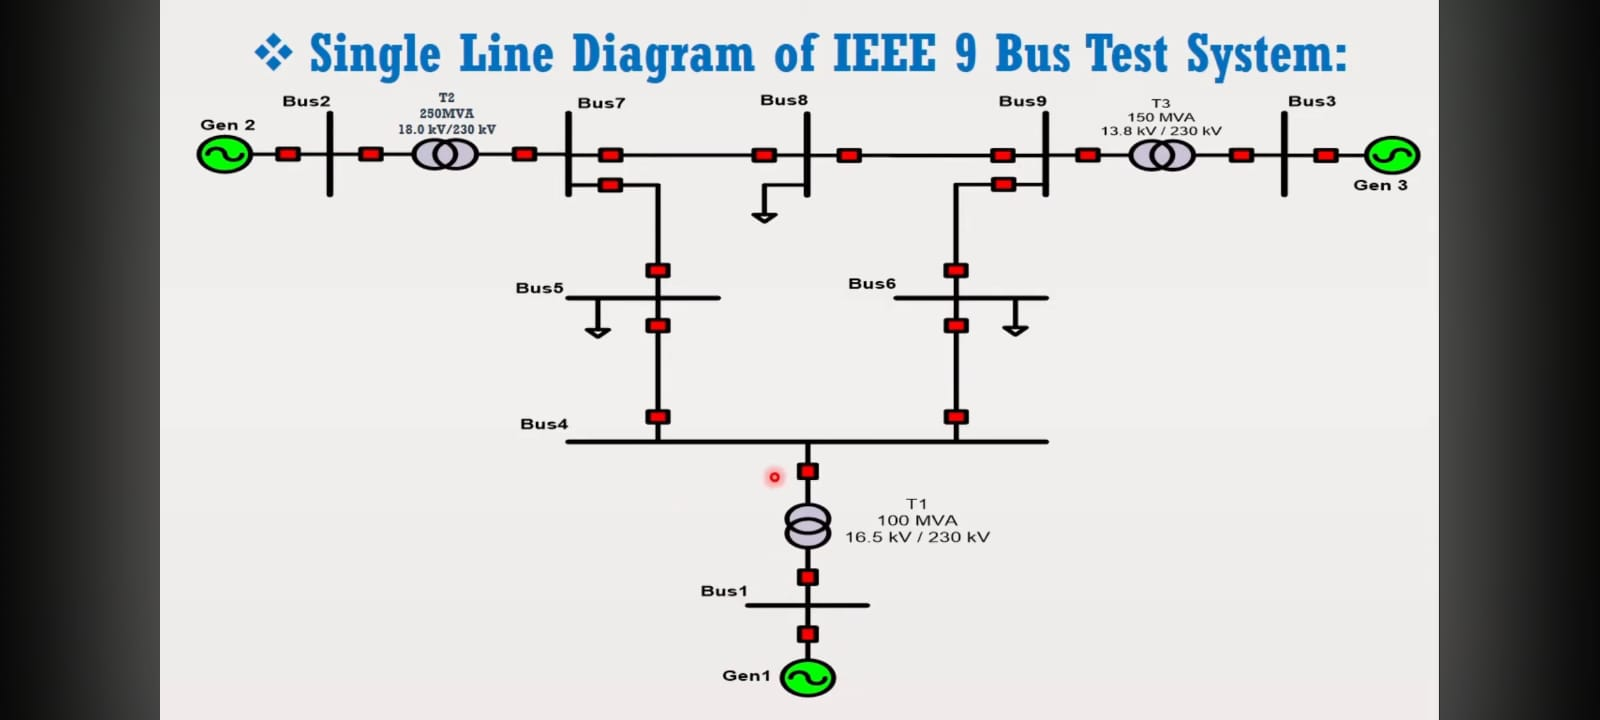 ❖ Single Line Diagram of IEEE 9 Bus Test System:
Bus2
T2
250MVA
18.0 kV/230 kV
Bus7
Bus8
Bus9
T3
150 MVA
13.8 kV / 230 kV
Bus3
Gen 2
Gen 3
Bus5
Bus6
Bus4
T1
100 MVA
16.5 kV / 230 kV
Bus1
Gen1